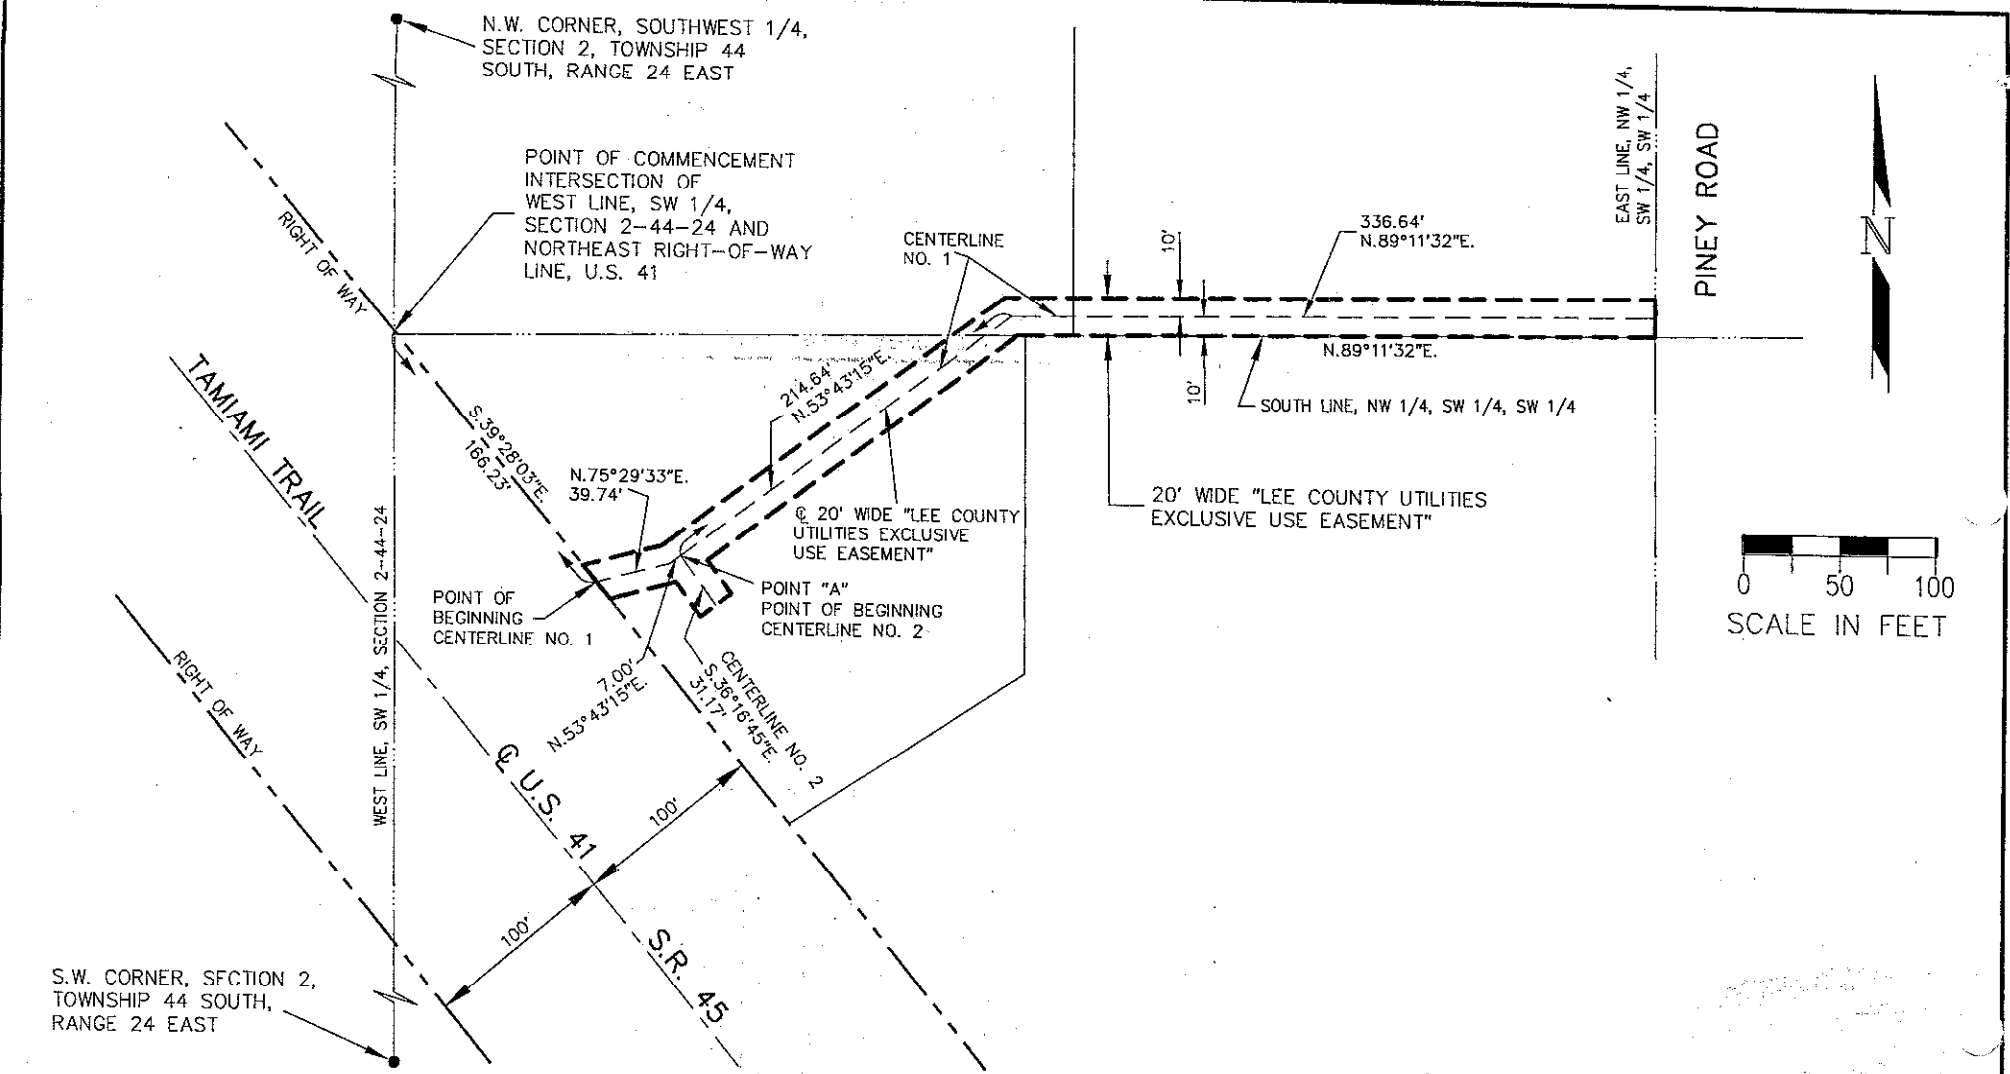 N.W. CORNER, SOUTHWEST 1/4,
SECTION 2, TOWNSHIP 44
SOUTH, RANGE 24 EAST
POINT OF COMMENCEMENT
INTERSECTION OF
WEST LINE, SW 1/4,
SECTION 2-44-24 AND
NORTHEAST RIGHT-OF-WAY
LINE, U.S. 41
RIGHT OF WAY
CENTERLINE
NO. 1
10'
336.64'
N.89°11'32"E.
EAST LINE, NW 1/4,
SW 1/4, SW 1/4
PINEY ROAD
N
N.89°11'32"E.
10'
SOUTH LINE, NW 1/4, SW 1/4, SW 1/4
TAMIAMI TRAIL
S.39°28'03"E.
166.23'
214.64'
N.53°43'15"E.
N.75°29'33"E.
39.74'
℄ 20' WIDE "LEE COUNTY
UTILITIES EXCLUSIVE
USE EASEMENT"
20' WIDE "LEE COUNTY UTILITIES
EXCLUSIVE USE EASEMENT"
0 50 100
SCALE IN FEET
POINT OF
BEGINNING
CENTERLINE NO. 1
POINT "A"
POINT OF BEGINNING
CENTERLINE NO. 2
7.00'
N.53°43'15"E.
CENTERLINE NO. 2
S.36°16'45"E.
31.17'
WEST LINE, SW 1/4, SECTION 2-44-24
RIGHT OF WAY
℄ U.S. 41
100'
100'
S.R. 45
S.W. CORNER, SECTION 2,
TOWNSHIP 44 SOUTH,
RANGE 24 EAST